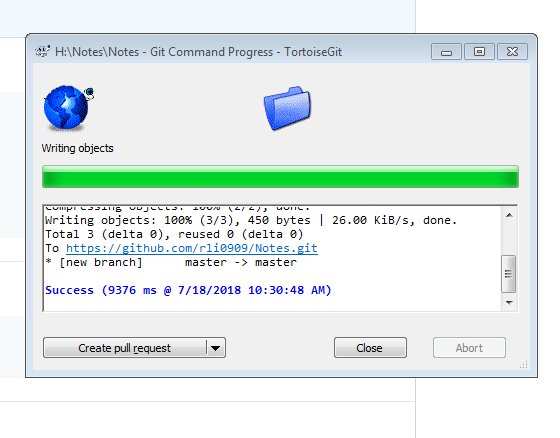 H:\Notes\Notes - Git Command Progress - TortoiseGit
Writing objects
Compressing objects: 100% (2/2), done.
Writing objects: 100% (3/3), 450 bytes | 26.00 KiB/s, done.
Total 3 (delta 0), reused 0 (delta 0)
To https://github.com/rli0909/Notes.git
* [new branch]      master -> master
Success (9376 ms @ 7/18/2018 10:30:48 AM)
Create pull request
Close
Abort